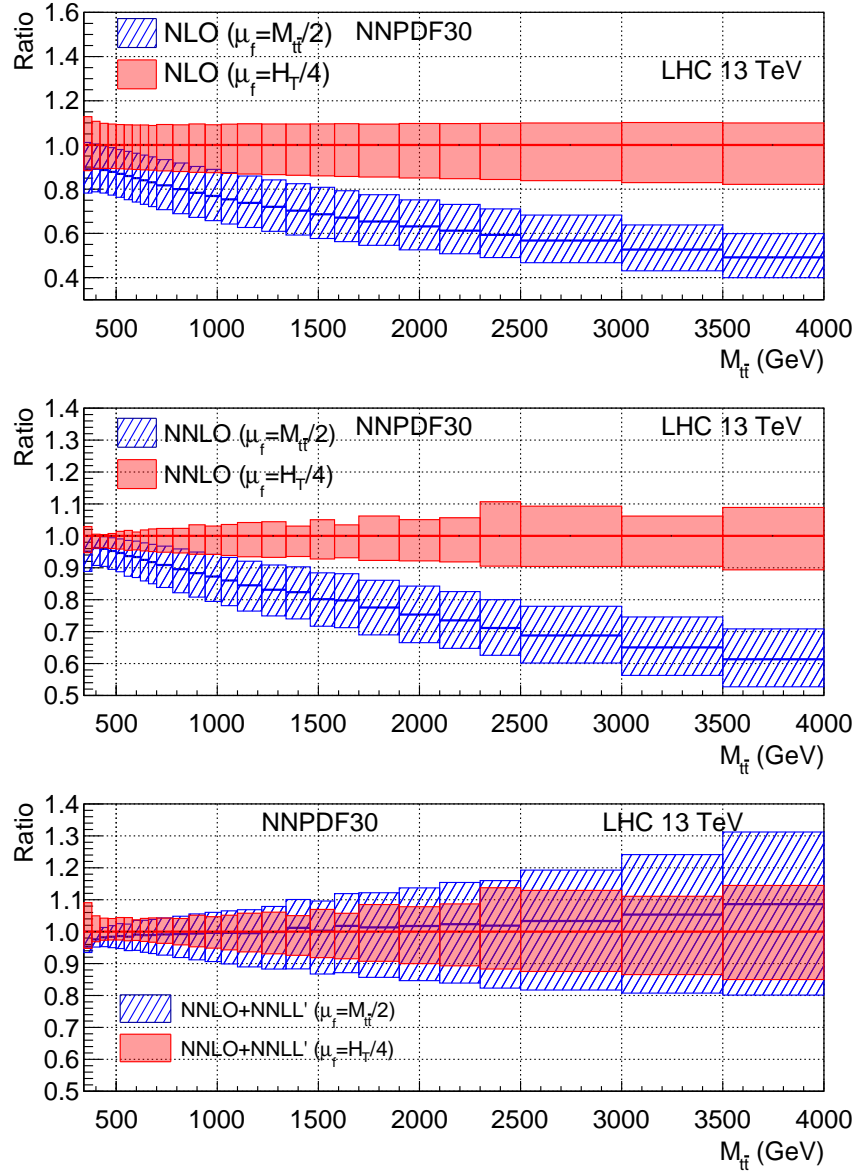 Ratio
1.6
1.4
1.2
1.0
0.8
0.6
0.4
NLO (μf=Mtt̄/2) NNPDF30
NLO (μf=HT/4)
LHC 13 TeV
500 1000 1500 2000 2500 3000 3500 4000
Mtt̄ (GeV)
Ratio
1.4
1.3
1.2
1.1
1.0
0.9
0.8
0.7
0.6
0.5
NNLO (μf=Mtt̄/2) NNPDF30 LHC 13 TeV
NNLO (μf=HT/4)
500 1000 1500 2000 2500 3000 3500 4000
Mtt̄ (GeV)
Ratio
1.4
1.3
1.2
1.1
1.0
0.9
0.8
0.7
0.6
0.5
NNPDF30 LHC 13 TeV
NNLO+NNLL' (μf=Mtt̄/2)
NNLO+NNLL' (μf=HT/4)
500 1000 1500 2000 2500 3000 3500 4000
Mtt̄ (GeV)